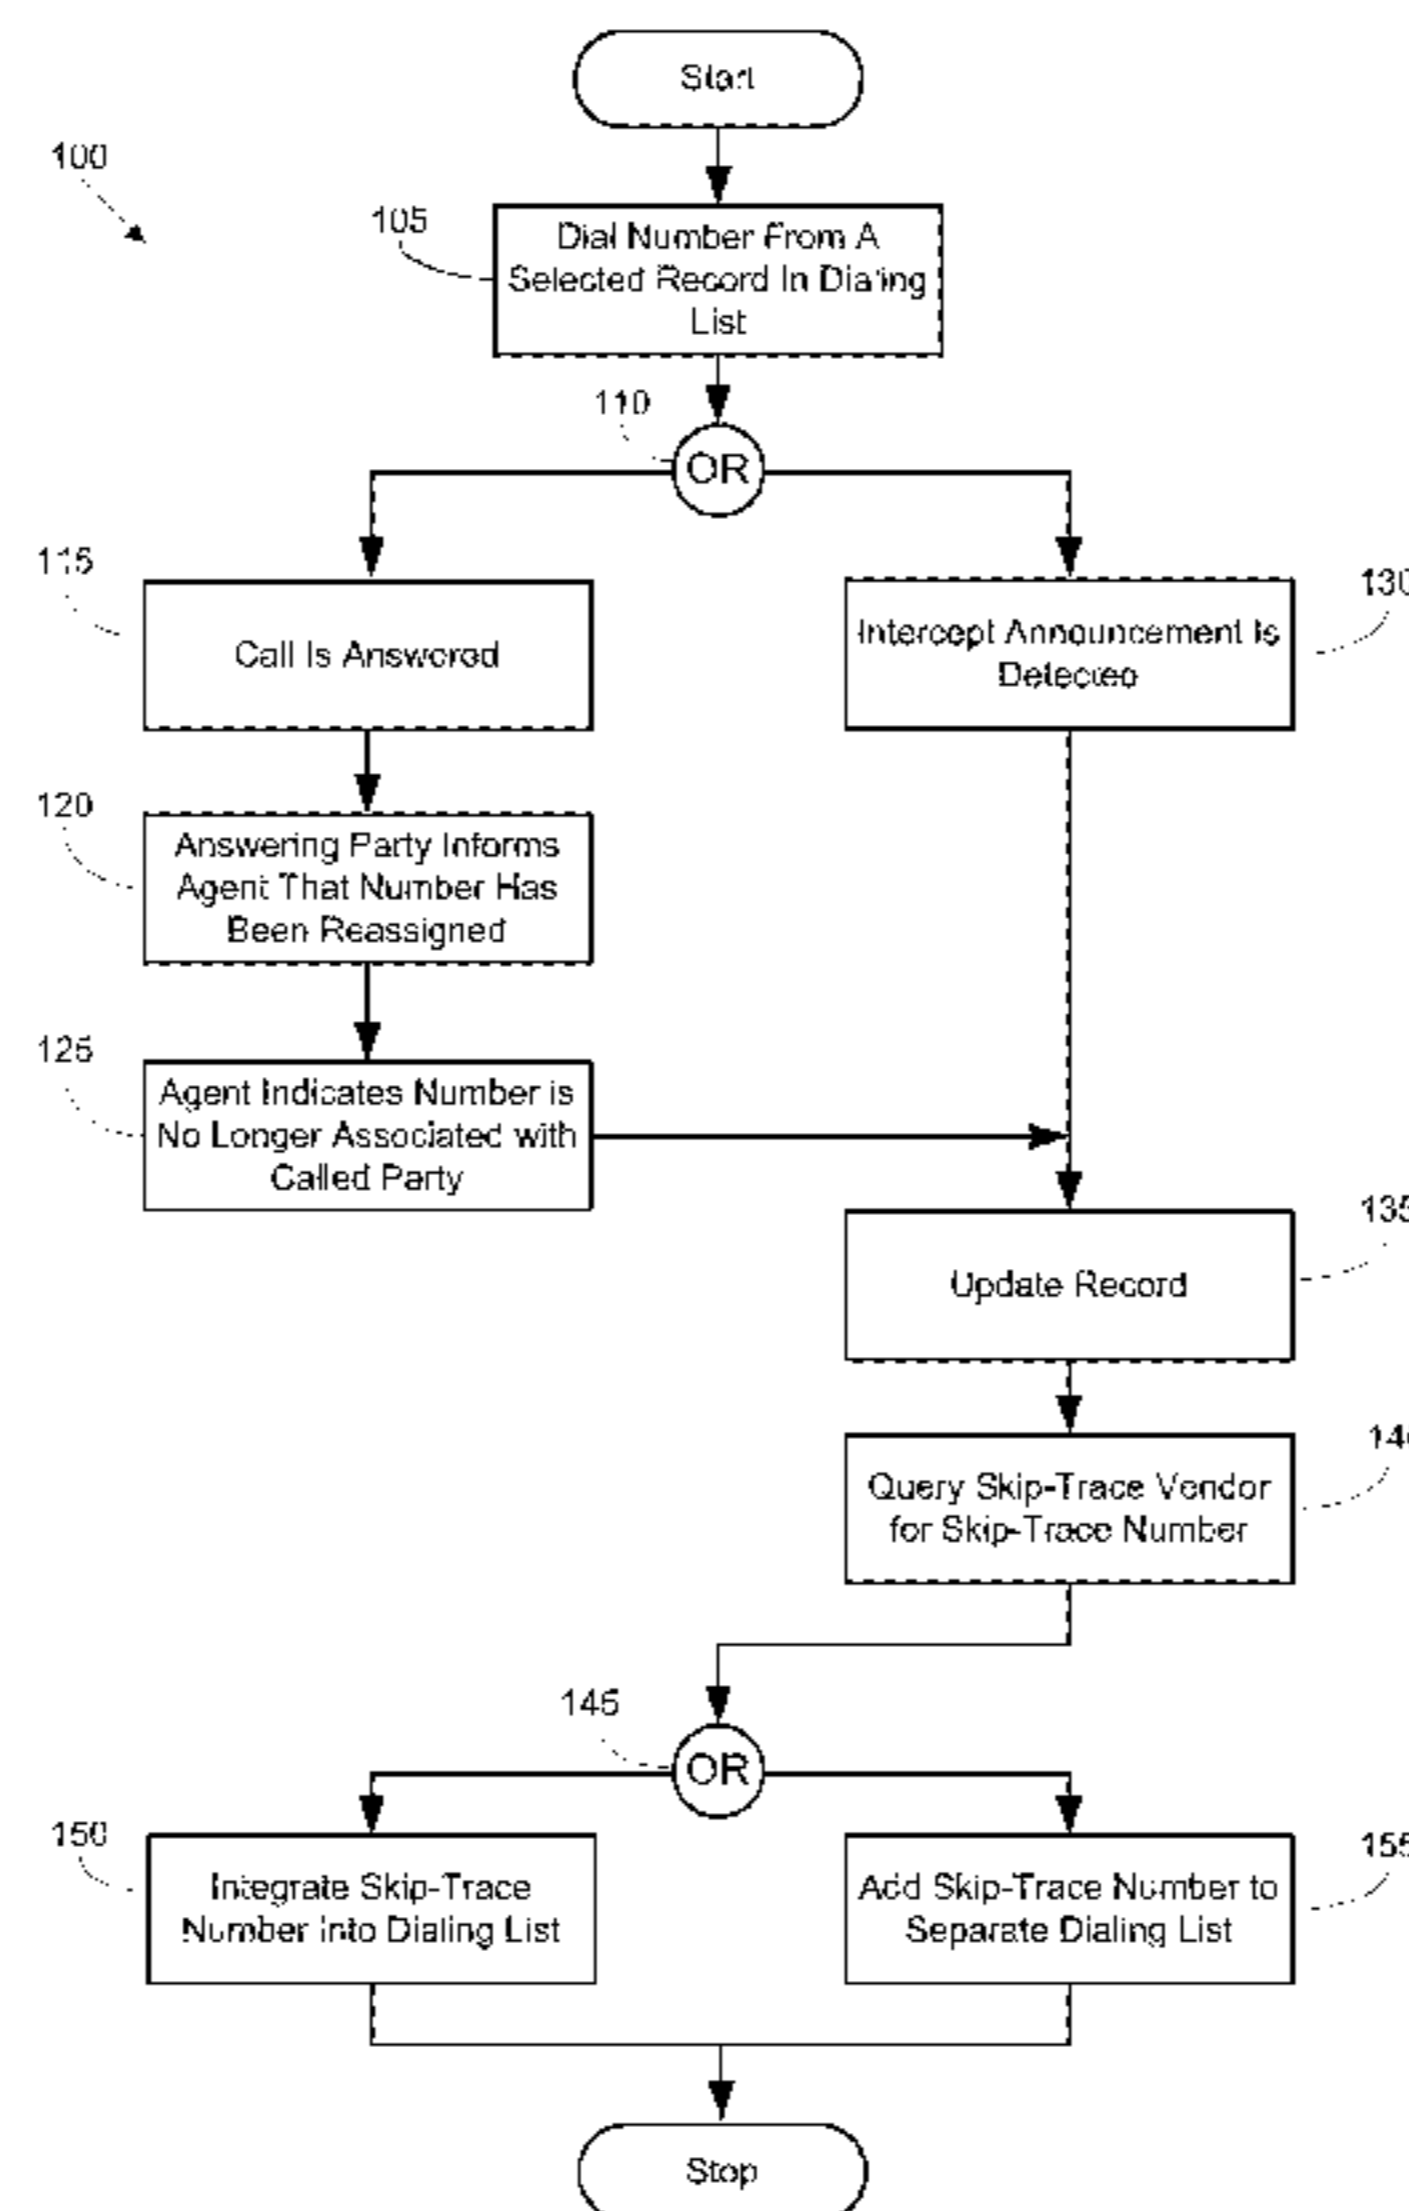 Start
100
105
Dial Number From A
Selected Record In Dialing
List
110
OR
115
Call Is Answered
130
Intercept Announcement Is
Detected
120
Answering Party Informs
Agent That Number Has
Been Reassigned
125
Agent Indicates Number is
No Longer Associated with
Called Party
135
Update Record
Query Skip-Trace Vendor
for Skip-Trace Number
145
OR
150
Integrate Skip-Trace
Number into Dialing List
155
Add Skip-Trace Number to
Separate Dialing List
Stop